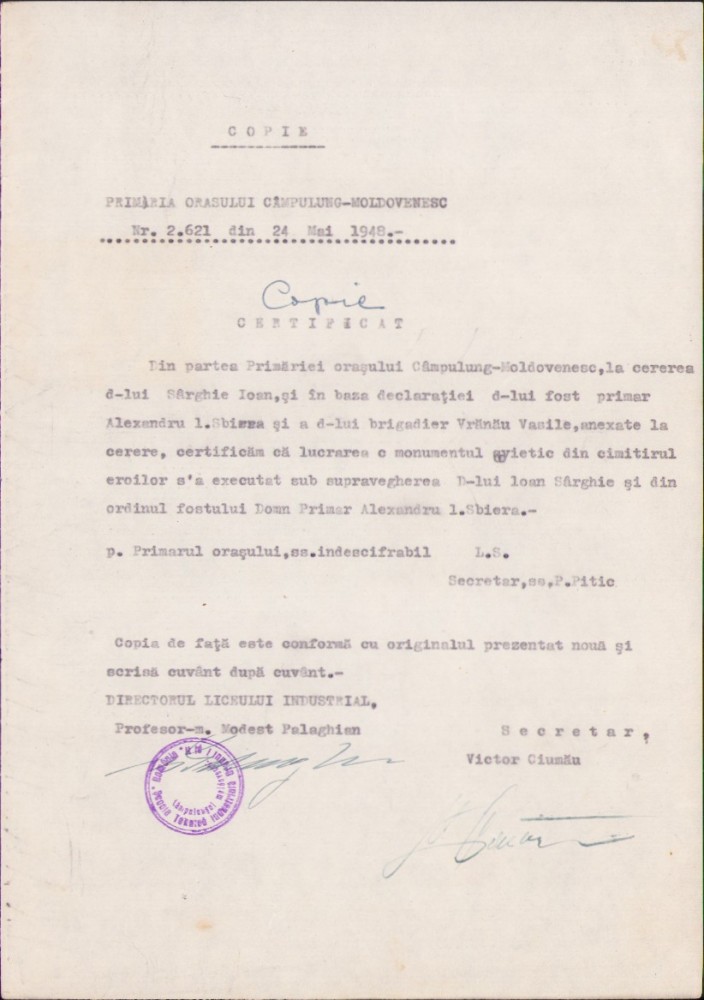 COPIE
PRIMĂRIA ORASULUI CÂMPULUNG-MOLDOVENESC
Nr. 2.621 din 24 Mai 1948.-
Copie
CERTIFICAT
Din partea Primăriei oraşului Câmpulung-Moldovenesc,la cererea
d-lui Sârghie Ioan,şi în baza declaraţiei d-lui fost primar
Alexandru l.Sbiera şi a d-lui brigadier Vrânău Vasile,anexate la
cerere, certificăm că lucrarea c monumentul vietic din cimitirul
eroilor s'a executat sub supravegherea D-lui loan Sârghie şi din
ordinul fostului Domn Primar Alexandru l.Sbiera.-
p. Primarul oraşului,ss.indescifrabil L.S.
Secretar,ss.P.Pitic
Copia de faţă este conformă cu originalul prezentat nouă şi
scrisă cuvânt după cuvânt.-
DIRECTORUL LICEULUI INDUSTRIAL,
Profesor-m. Modest Palaghian
Secretar,
Victor Ciumău